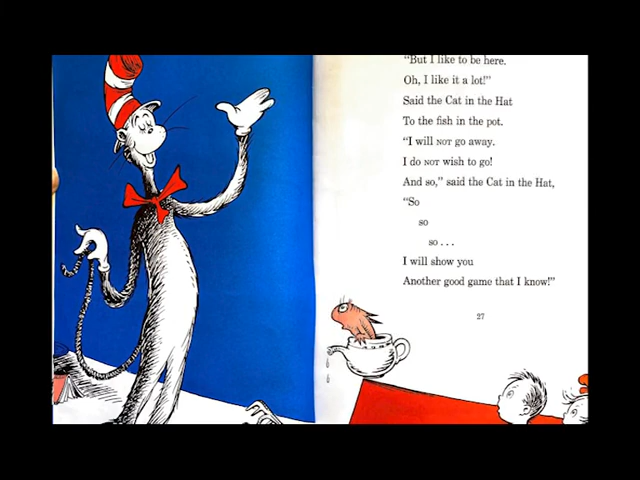 "But I like to be here.
Oh, I like it a lot!"
Said the Cat in the Hat
To the fish in the pot.
"I will NOT go away.
I do NOT wish to go!
And so," said the Cat in the Hat,
"So
so
so . . .
I will show you
Another good game that I know!"
27